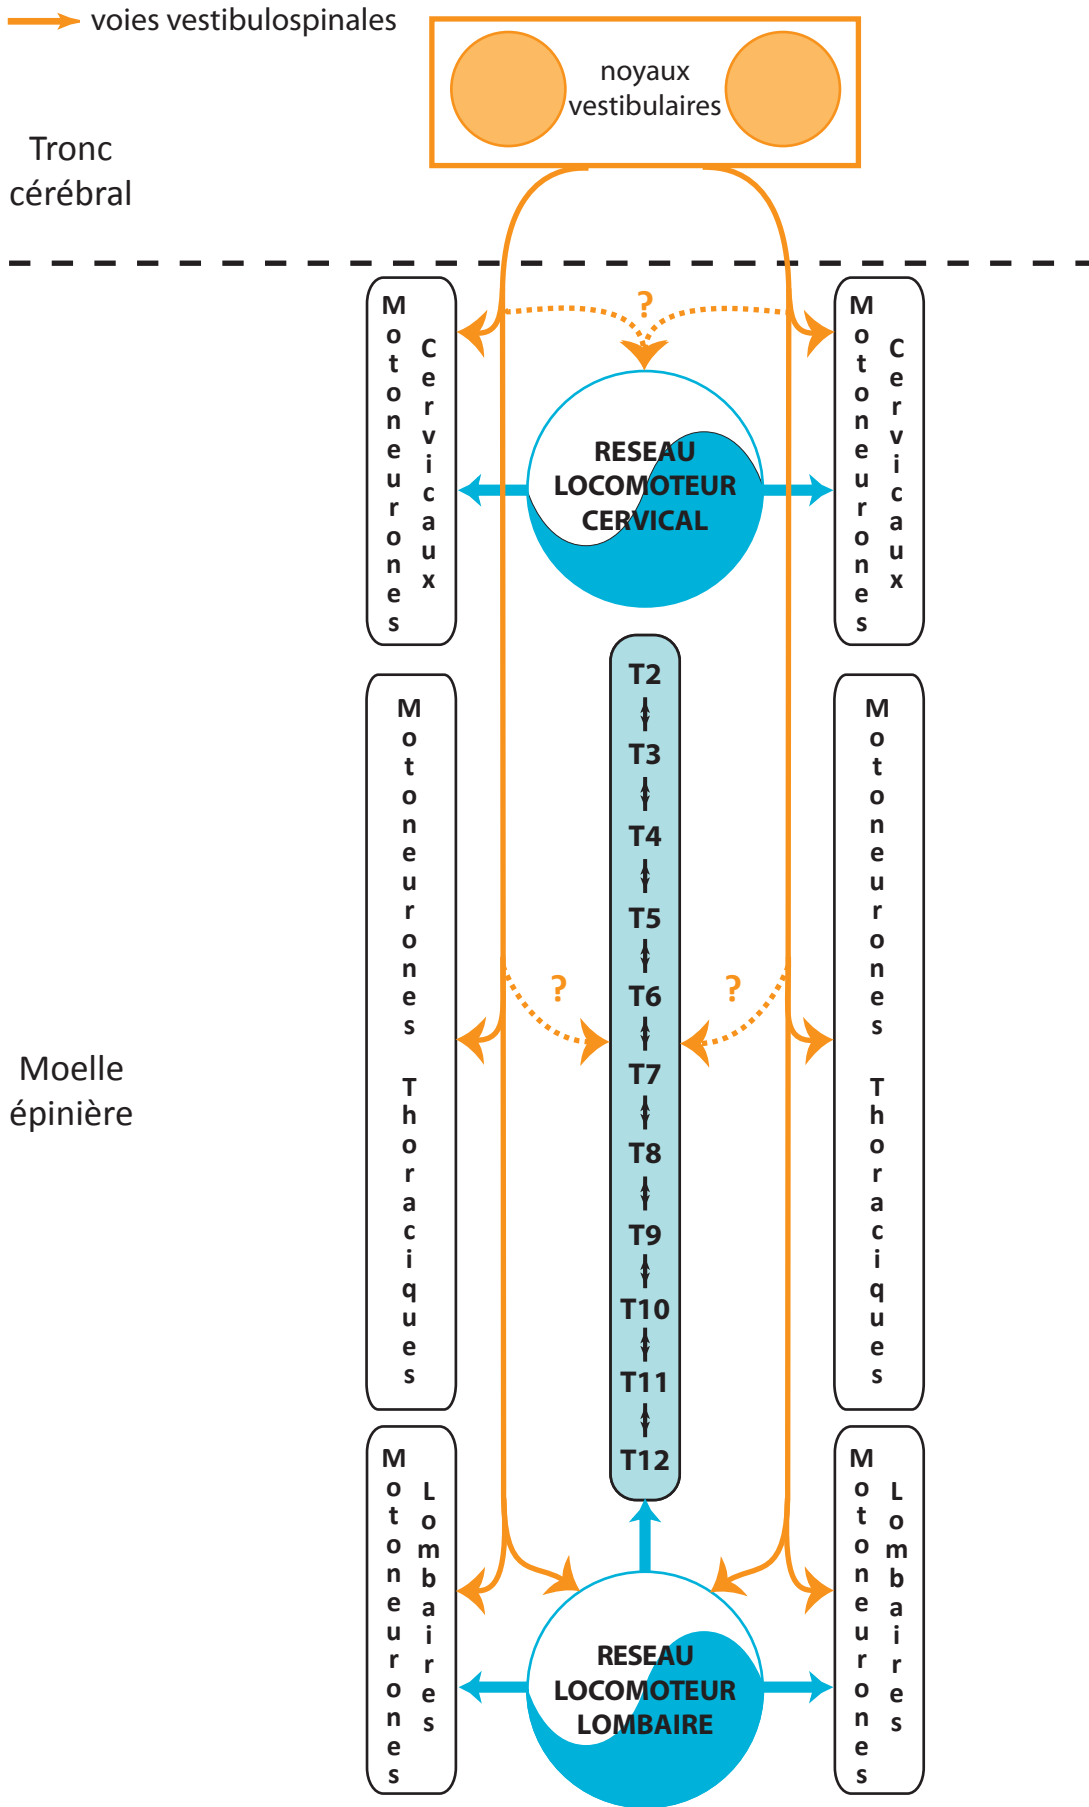 voies vestibulospinales
noyaux
vestibulaires
Tronc
cérébral
?
Motoneurones
Cervicaux
RESEAU
LOCOMOTEUR
CERVICAL
Motoneurones
Cervicaux
Motoneurones Thoraciques
T2
T3
T4
T5
T6
T7
T8
T9
T10
T11
T12
?
?
Motoneurones Thoraciques
Moelle
épinière
Motoneurones
Lombaires
RESEAU
LOCOMOTEUR
LOMBAIRE
Motoneurones
Lombaires